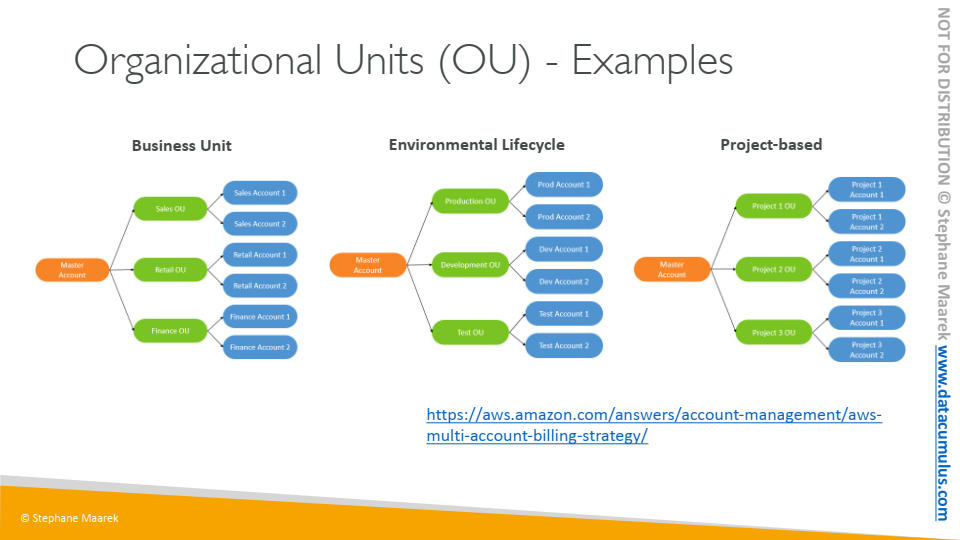 Organizational Units (OU) - Examples
Business Unit
Master
Account
Sales OU
Sales Account 1
Sales Account 2
Retail OU
Retail Account 1
Retail Account 2
Finance OU
Finance Account 1
Finance Account 2
Environmental Lifecycle
Master
Account
Production OU
Prod Account 1
Prod Account 2
Development OU
Dev Account 1
Dev Account 2
Test OU
Test Account 1
Test Account 2
Project-based
Master
Account
Project 1 OU
Project 1
Account 1
Project 1
Account 2
Project 2 OU
Project 2
Account 1
Project 2
Account 2
Project 3 OU
Project 3
Account 1
Project 3
Account 2
https://aws.amazon.com/answers/account-management/aws-
multi-account-billing-strategy/
© Stephane Maarek
NOT FOR DISTRIBUTION © Stephane Maarek www.datacumulus.com